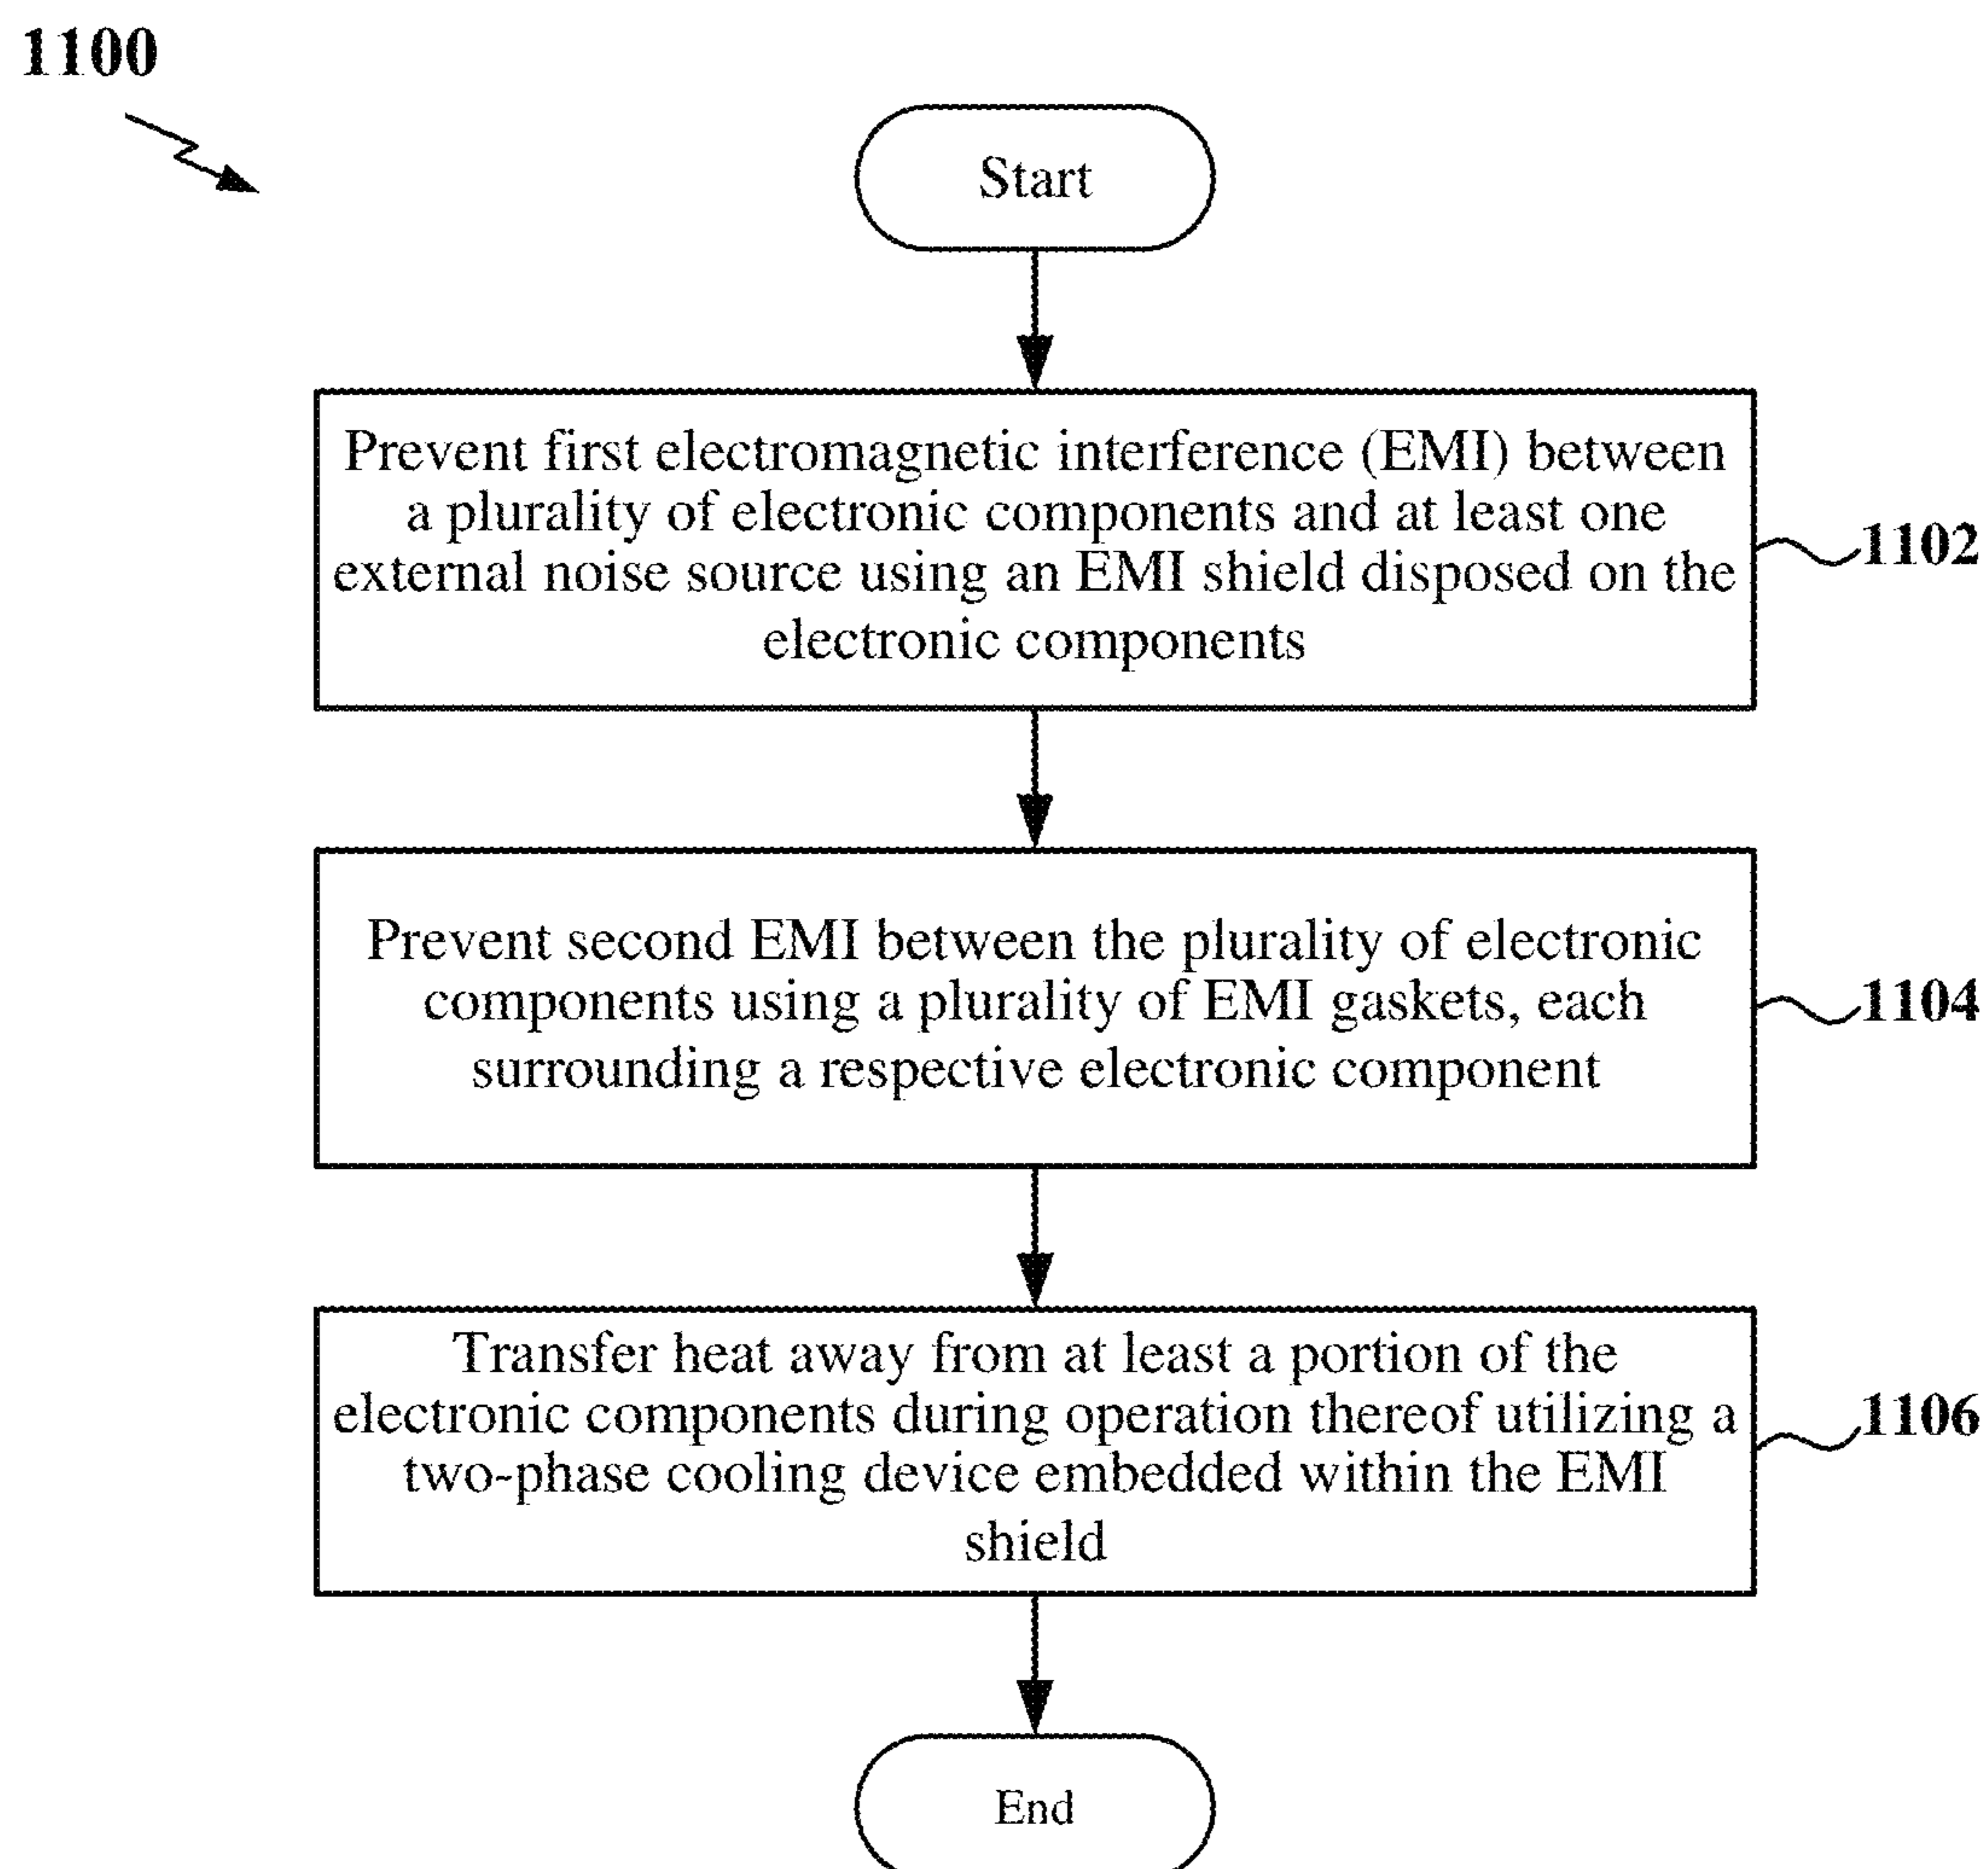 1100
Start
Prevent first electromagnetic interference (EMI) between
a plurality of electronic components and at least one
external noise source using an EMI shield disposed on the
electronic components
1102
Prevent second EMI between the plurality of electronic
components using a plurality of EMI gaskets, each
surrounding a respective electronic component
1104
Transfer heat away from at least a portion of the
electronic components during operation thereof utilizing a
two-phase cooling device embedded within the EMI
shield
1106
End